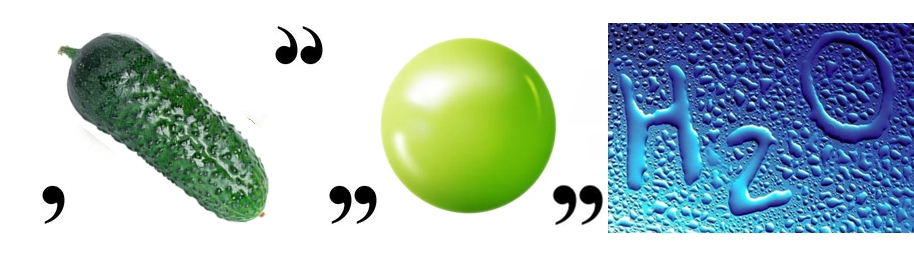 , “ ,, ,, H2O